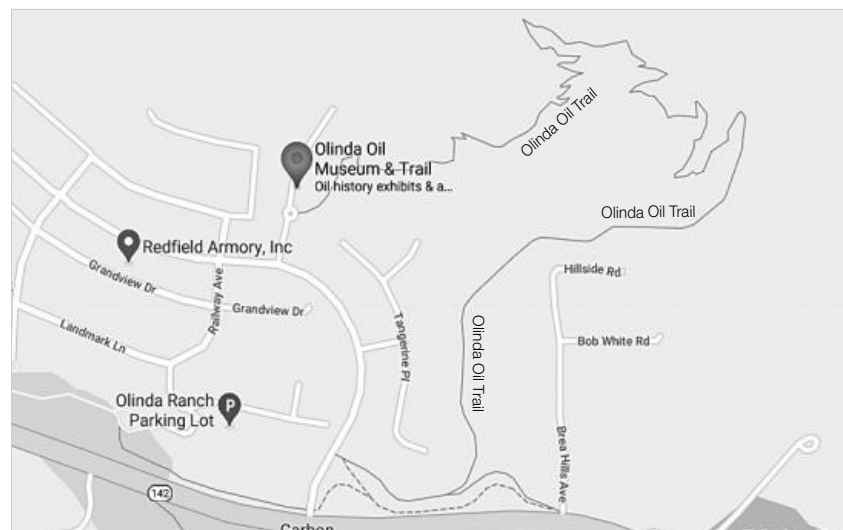 Olinda Oil Trail
Olinda Oil
Museum & Trail
Oil history exhibits & a...
Olinda Oil Trail
Redfield Armory, Inc
Grandview Dr
Hillside Rd
Railway Ave
Grandview Dr
Landmark Ln
Tangerine Pl
Olinda Oil Trail
Bob White Rd
Olinda Ranch
Parking Lot
P
Brea Hills Ave
142